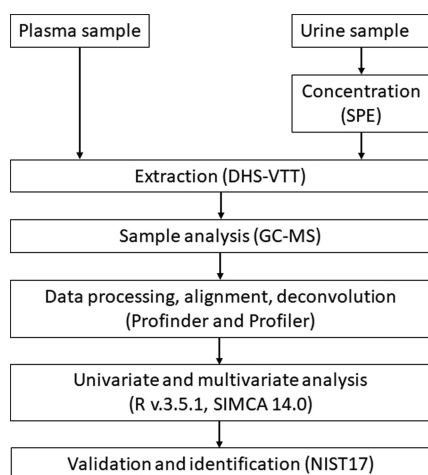 Plasma sample
Urine sample
Concentration
(SPE)
Extraction (DHS-VTT)
Sample analysis (GC-MS)
Data processing, alignment, deconvolution
(Profinder and Profiler)
Univariate and multivariate analysis
(R v.3.5.1, SIMCA 14.0)
Validation and identification (NIST17)